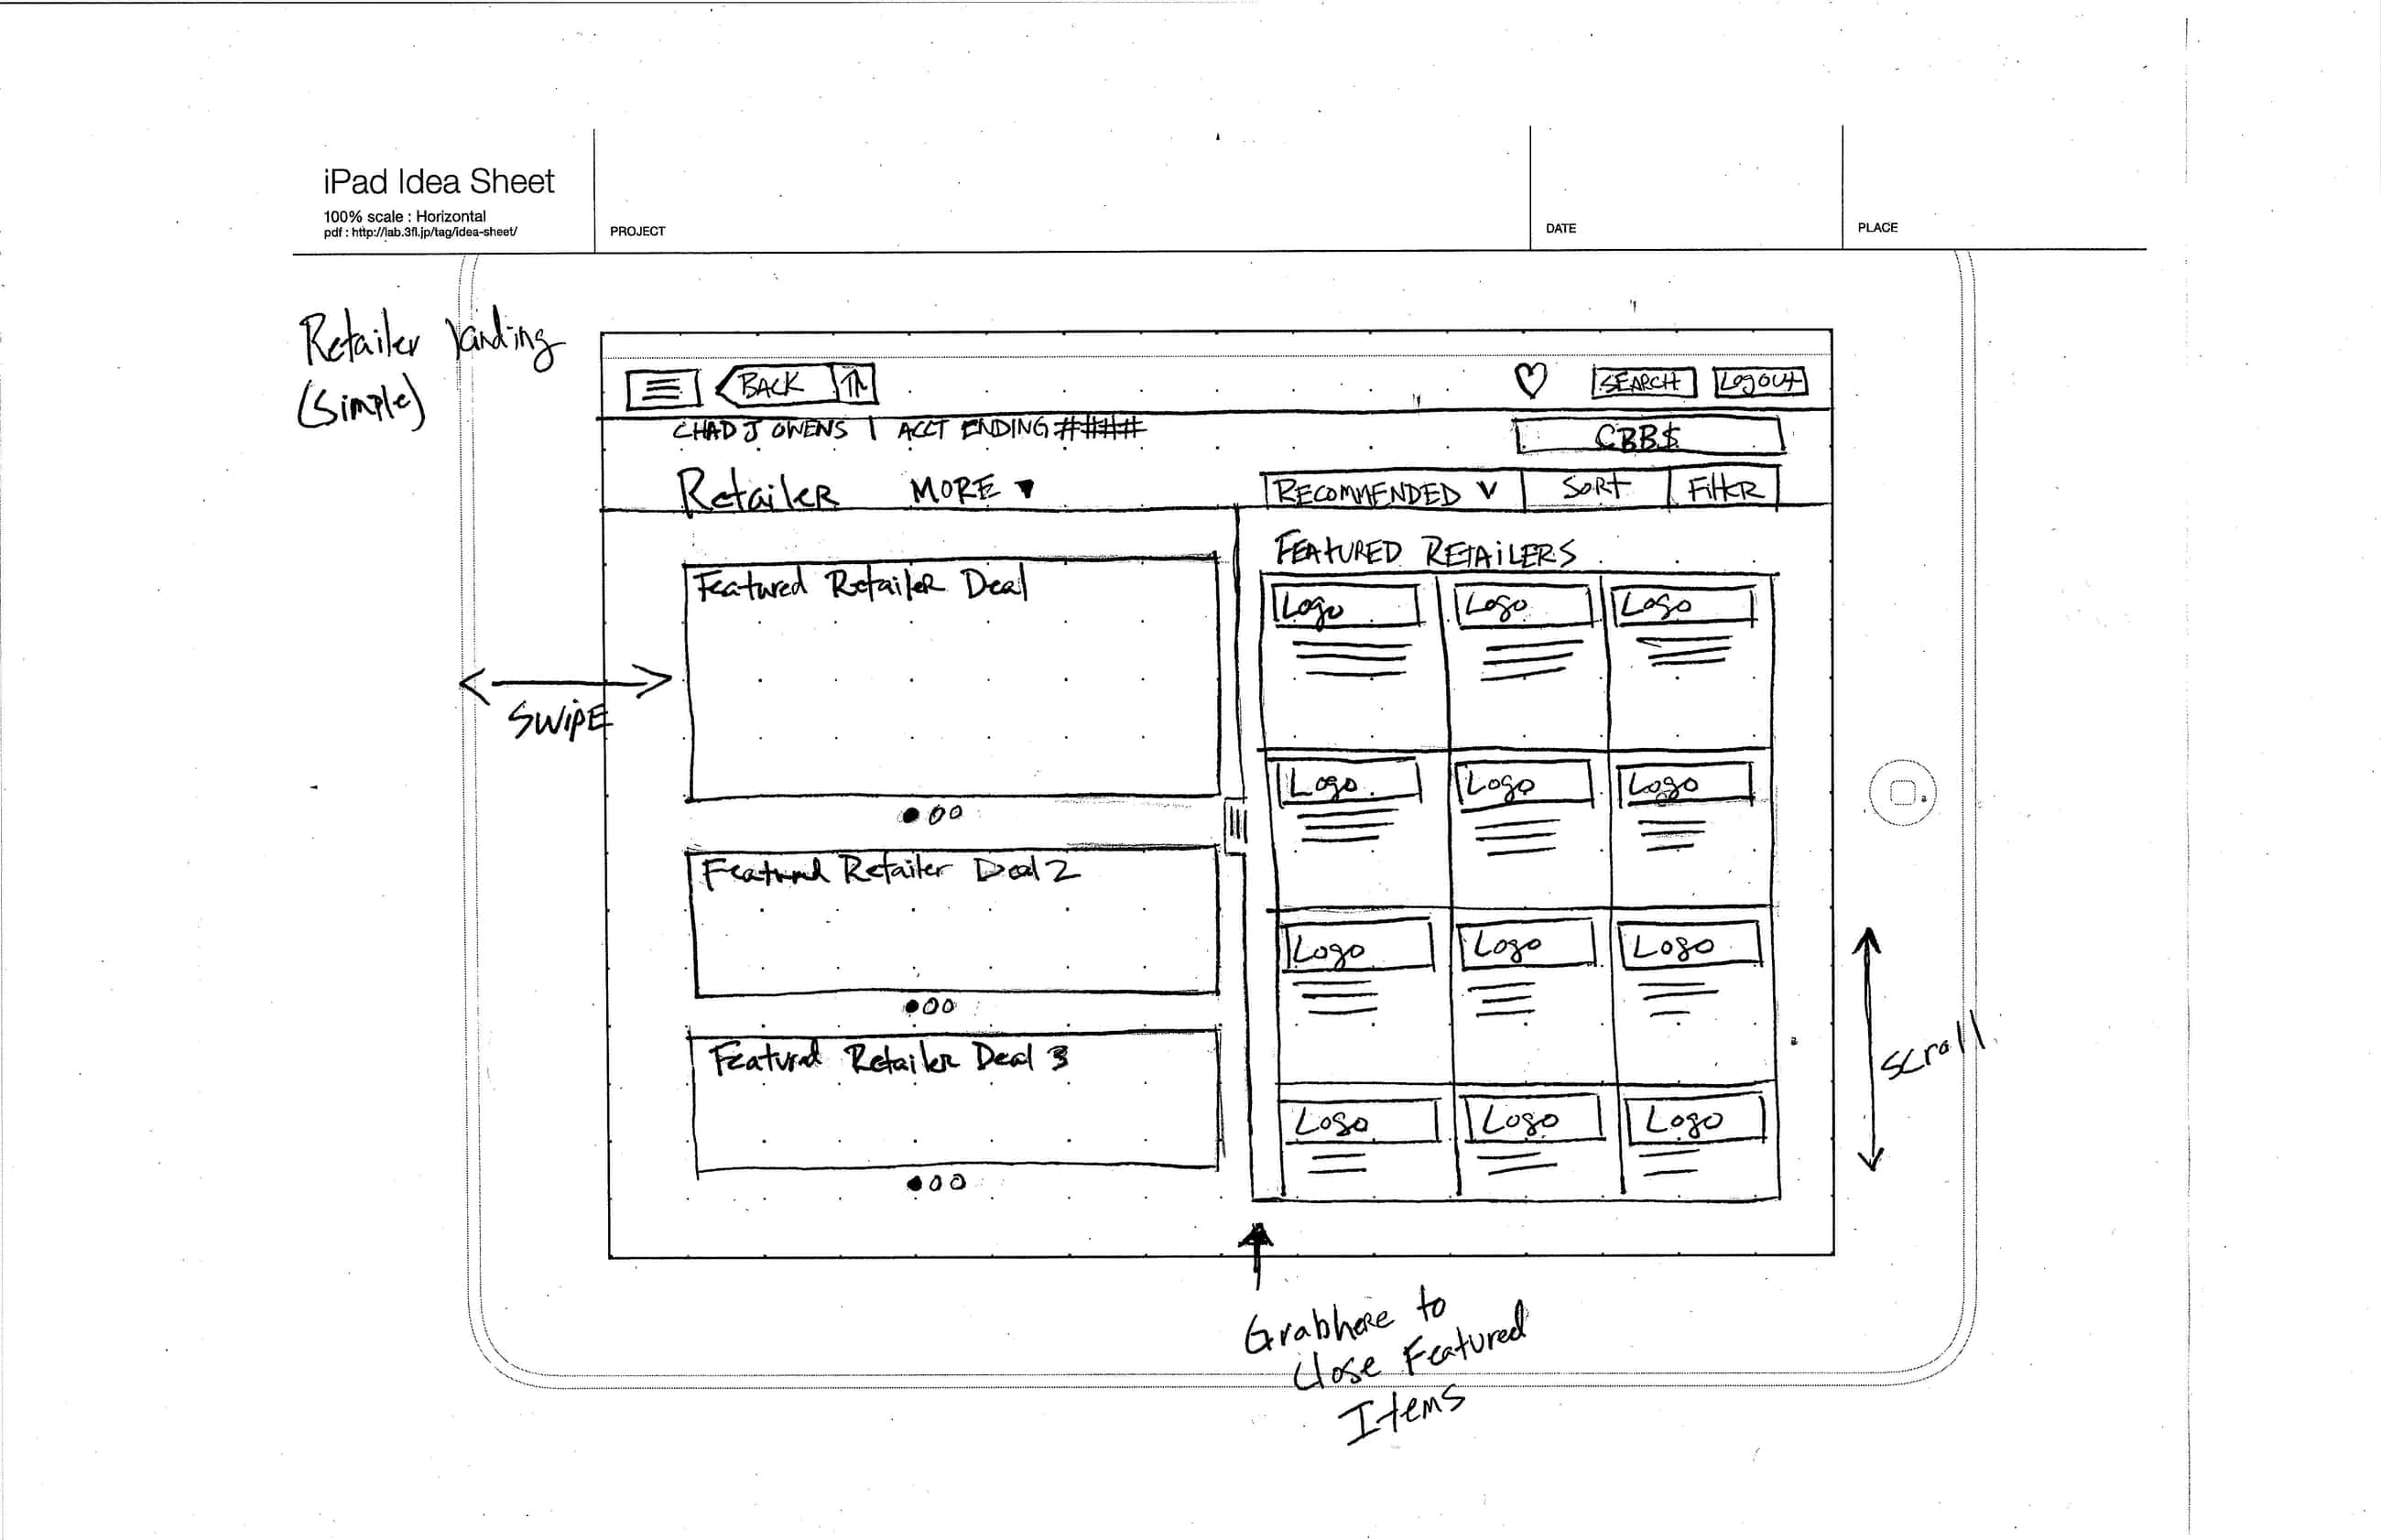 iPad Idea Sheet
100% scale : Horizontal
pdf : http://lab.3fl.jp/tag/idea-sheet/
PROJECT
DATE
PLACE
Retailer landing
(simple)
BACK
SEARCH
Logout
CHAD J OWENS | ACCT ENDING ####
CBB$
Retailer MORE ▼
RECOMMENDED V
SORT
Filter
FEATURED RETAILERS
Featured Retailer Deal
Logo Logo Logo
SWIPE
Logo Logo Logo
Featured Retailer Deal 2
Logo Logo Logo
Featured Retailer Deal 3
Logo Logo Logo
scroll
Grab here to
close Featured
Items